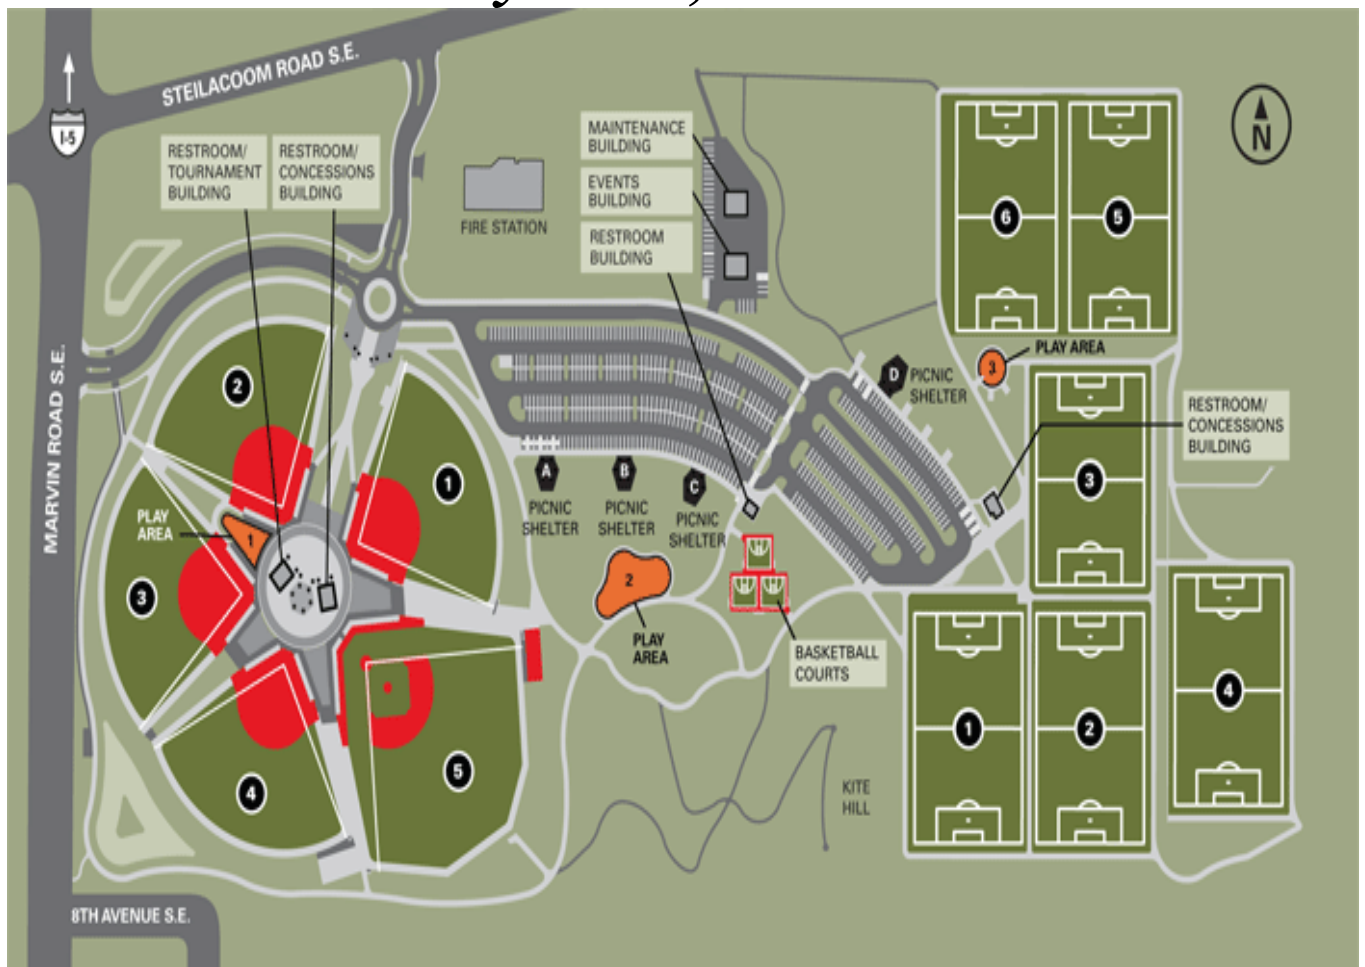 STEILACOOM ROAD S.E.
I-5
N
MAINTENANCE
BUILDING
EVENTS
BUILDING
RESTROOM
BUILDING
RESTROOM/
TOURNAMENT
BUILDING
RESTROOM/
CONCESSIONS
BUILDING
FIRE STATION
6
5
MARVIN ROAD S.E.
2
1
3
4
5
PLAY
AREA
1
A
PICNIC
SHELTER
B
PICNIC
SHELTER
C
PICNIC
SHELTER
D
PICNIC
SHELTER
3
PLAY AREA
RESTROOM/
CONCESSIONS
BUILDING
3
2
PLAY
AREA
BASKETBALL
COURTS
1
2
4
KITE
HILL
8TH AVENUE S.E.